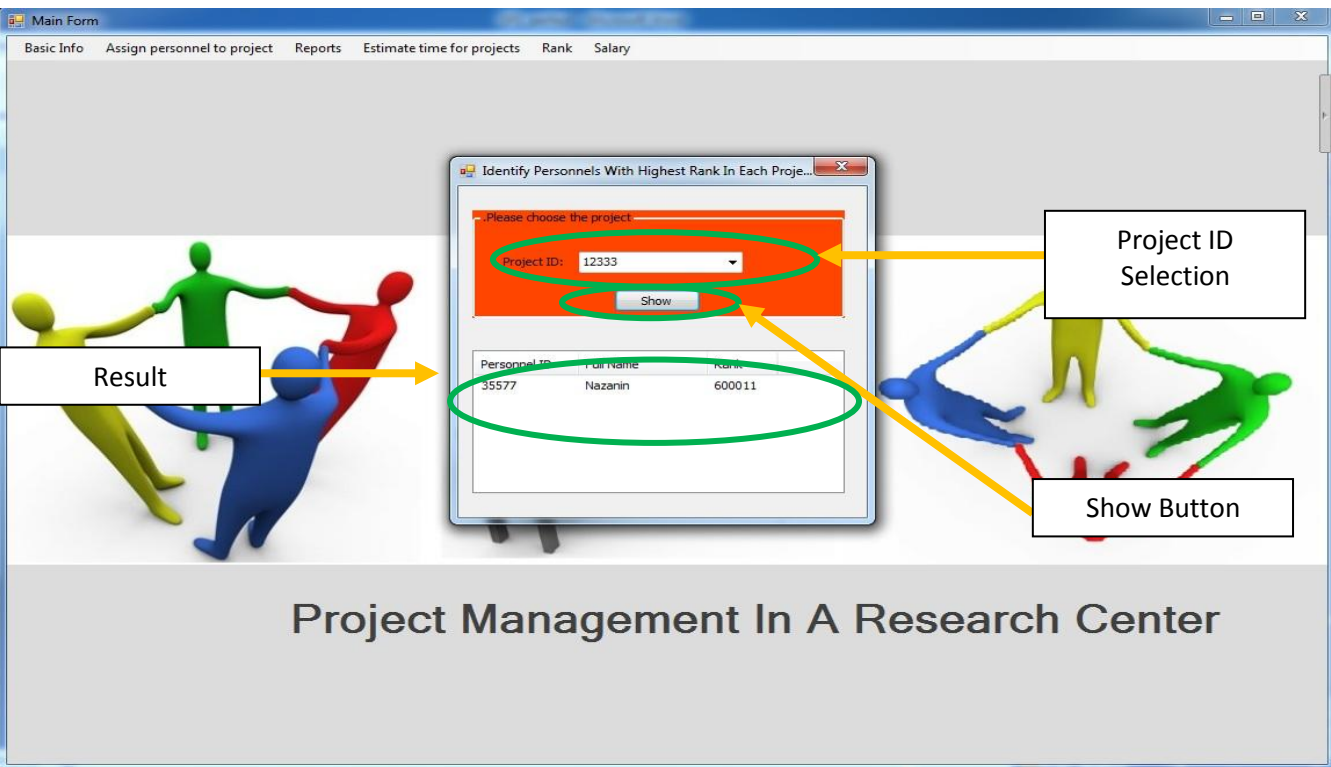 Main Form
Basic Info Assign personnel to project Reports Estimate time for projects Rank Salary
Identify Personnels With Highest Rank In Each Proje...
.Please choose the project
Project ID: 12333
Show
Project ID
Selection
Result
Personnel ID Full Name Rank
35577 Nazanin 600011
Show Button
Project Management In A Research Center